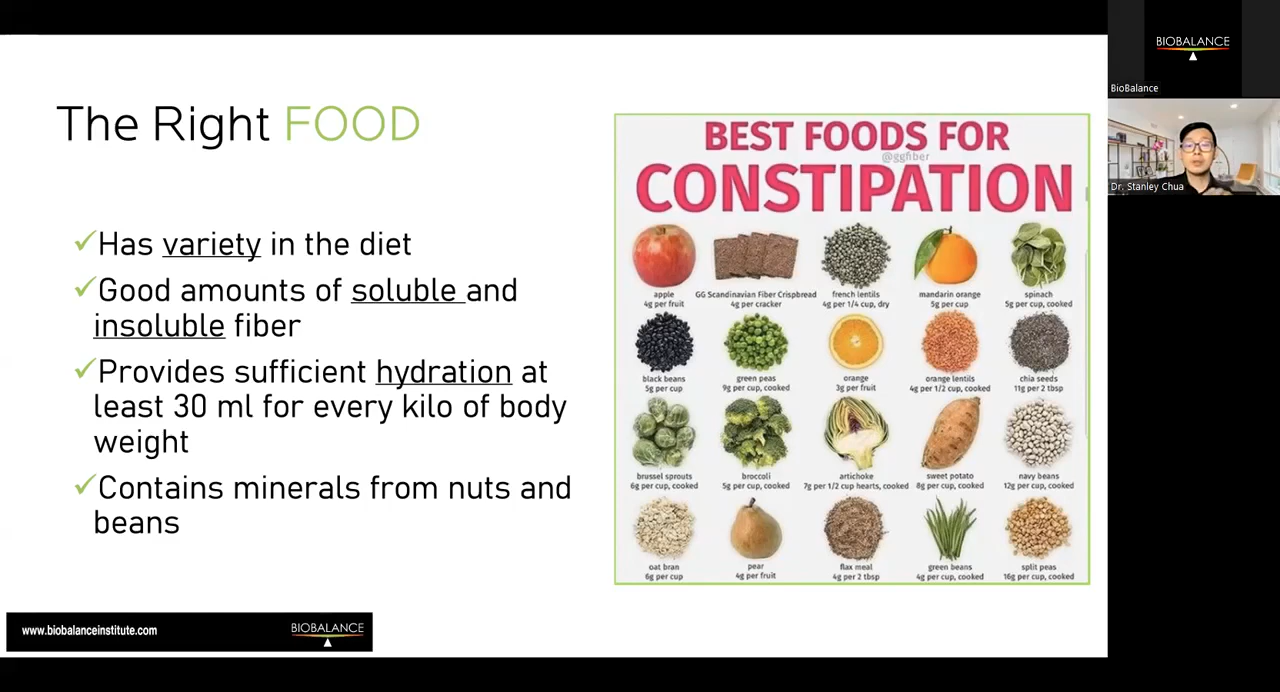 The Right FOOD
✓Has variety in the diet
✓Good amounts of soluble and
insoluble fiber
✓Provides sufficient hydration at
least 30 ml for every kilo of body
weight
✓Contains minerals from nuts and
beans
www.biobalanceinstitute.com
BIOBALANCE
BEST FOODS FOR
@ggfiber
CONSTIPATION
apple
4g per fruit
GG Scandinavian Fiber Crispbread
4g per cracker
french lentils
4g per 1/4 cup, dry
mandarin orange
5g per cup
spinach
5g per cup, cooked
black beans
5g per cup
green peas
9g per cup, cooked
orange
3g per fruit
orange lentils
4g per 1/2 cup, cooked
chia seeds
11g per 2 tbsp
brussel sprouts
6g per cup, cooked
broccoli
5g per cup, cooked
artichoke
7g per 1/2 cup hearts, cooked
sweet potato
8g per cup, cooked
navy beans
12g per cup, cooked
oat bran
6g per cup
pear
4g per fruit
flax meal
4g per 2 tbsp
green beans
4g per cup, cooked
split peas
16g per cup, cooked
BIOBALANCE
BioBalance
Dr. Stanley Chua